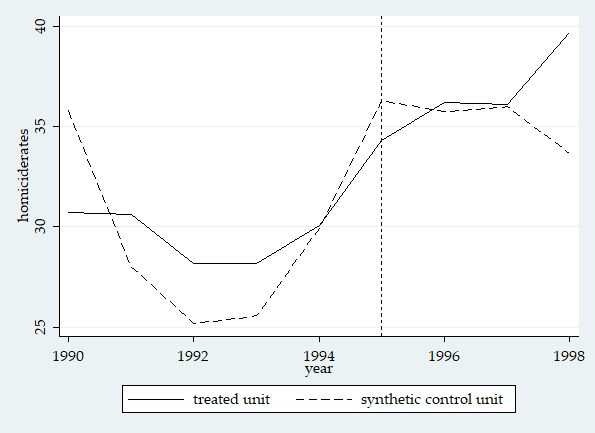 40
35
30
25
homiciderates
1990 1992 1994 1996 1998
year
treated unit synthetic control unit